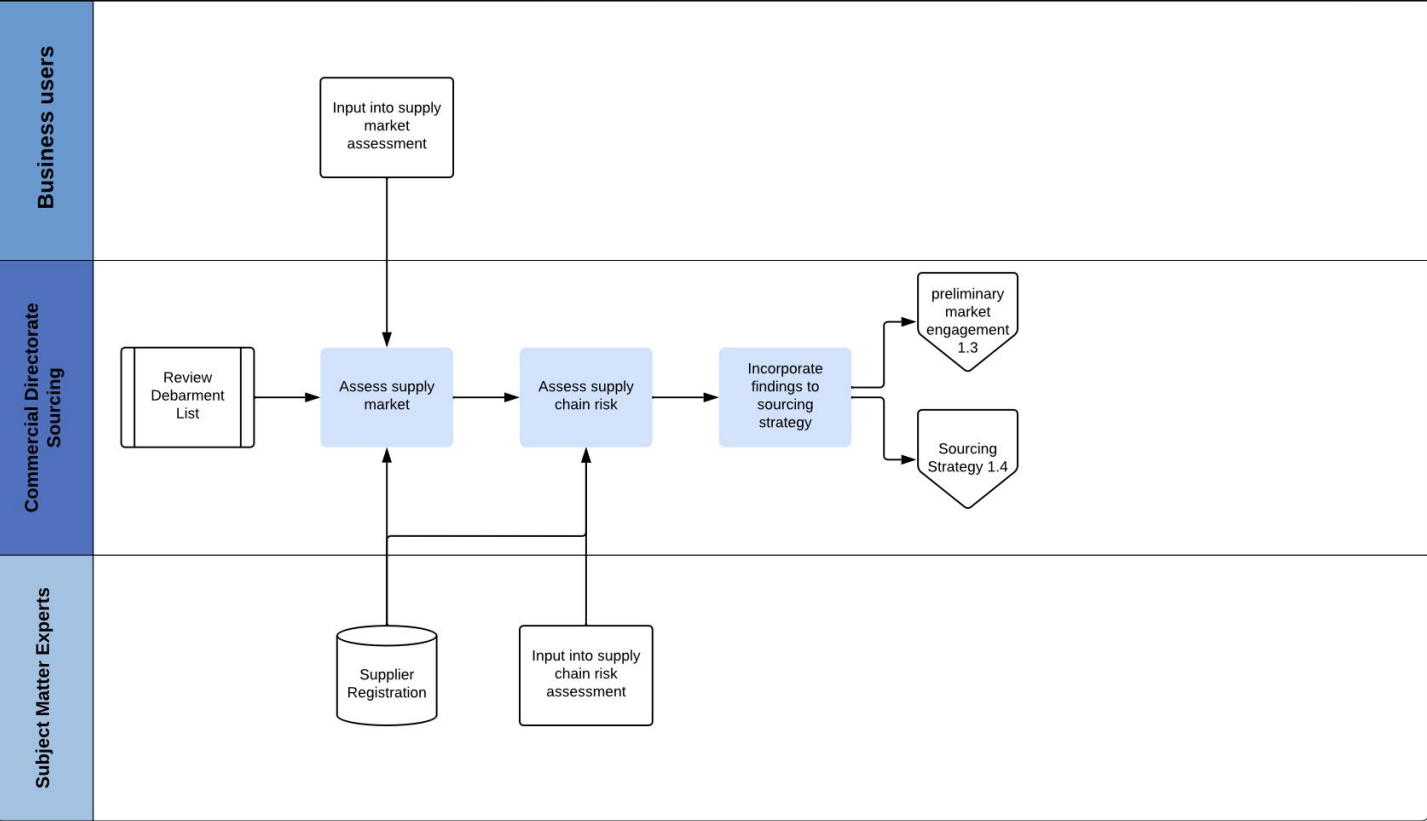 Business users
Input into supply
market
assessment
Commercial Directorate
Sourcing
Review
Debarment
List
Assess supply
market
Assess supply
chain risk
Incorporate
findings to
sourcing
strategy
preliminary
market
engagement
1.3
Sourcing
Strategy 1.4
Subject Matter Experts
Supplier
Registration
Input into supply
chain risk
assessment